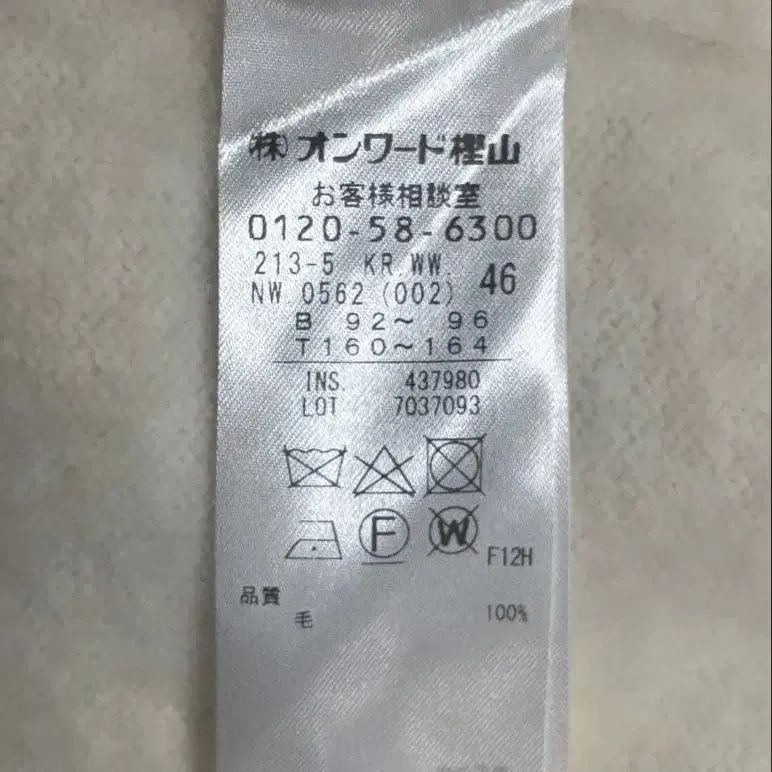 ㈱オンワード樫山
お客様相談室
0120-58-6300
213-5 KR WW. 46
NW 0562 (002)
B 92～ 96
T160～164
INS. 437980
LOT 7037093
F W F12H
品質
毛 100%